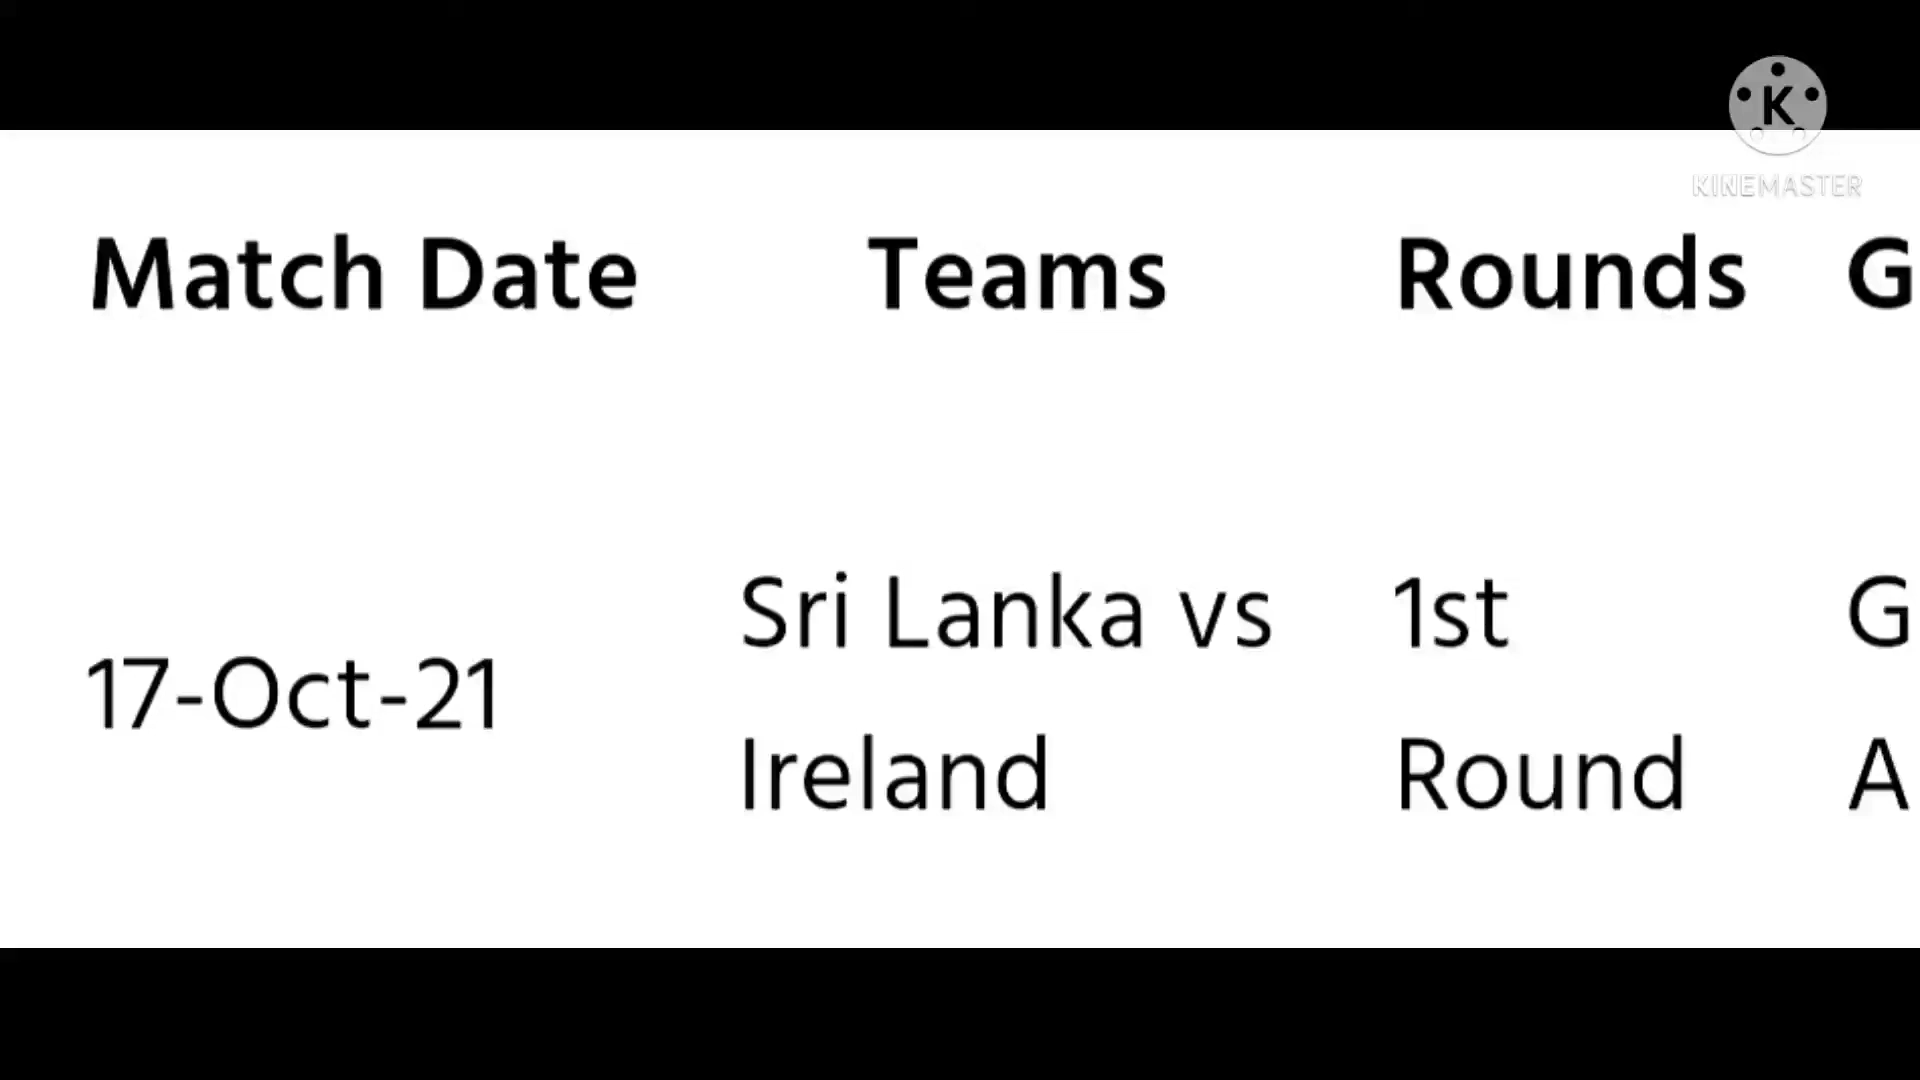 K
KINEMASTER
Match Date Teams Rounds G
Sri Lanka vs 1st G
17-Oct-21
Ireland Round A